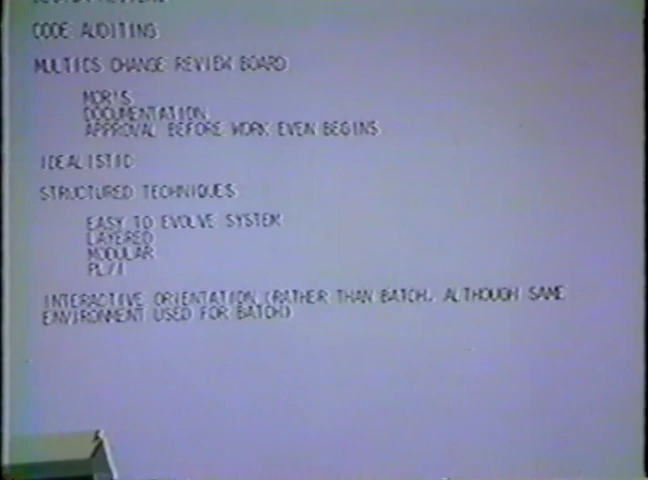 CODE AUDITING
MULTICS CHANGE REVIEW BOARD
MCR'S
DOCUMENTATION
APPROVAL BEFORE WORK EVEN BEGINS
IDEALISTIC
STRUCTURED TECHNIQUES
EASY TO EVOLVE SYSTEM
LAYERED
MODULAR
PL/I
INTERACTIVE ORIENTATION (RATHER THAN BATCH, ALTHOUGH SAME
ENVIRONMENT USED FOR BATCH)